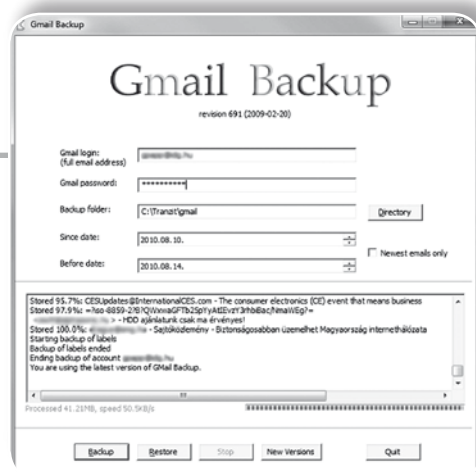 Gmail Backup
Gmail Backup
revision 691 (2009-02-20)
Gmail login:
(full email address)
Gmail password:
**********
Backup folder:
C:\Tranzit\gmail
Directory
Since date:
2010.08.10.
Newest emails only
Before date:
2010.08.14.
Stored 95.7%: CESUpdates@InternationalCES.com - The consumer electronics (CE) event that means business
Stored 97.9%:
> - HDD ajánlatunk csak ma érvényes!
Stored 100.0%: - Sajtóközlemény - Biztonságosabban üzemelhet Magyaország internethálózata
Starting backup of labels
Backup of labels ended
Ending backup of account
You are using the latest version of GMail Backup.
Processed 41.21MB, speed 50.5KB/s
Backup
Restore
Stop
New Versions
Quit